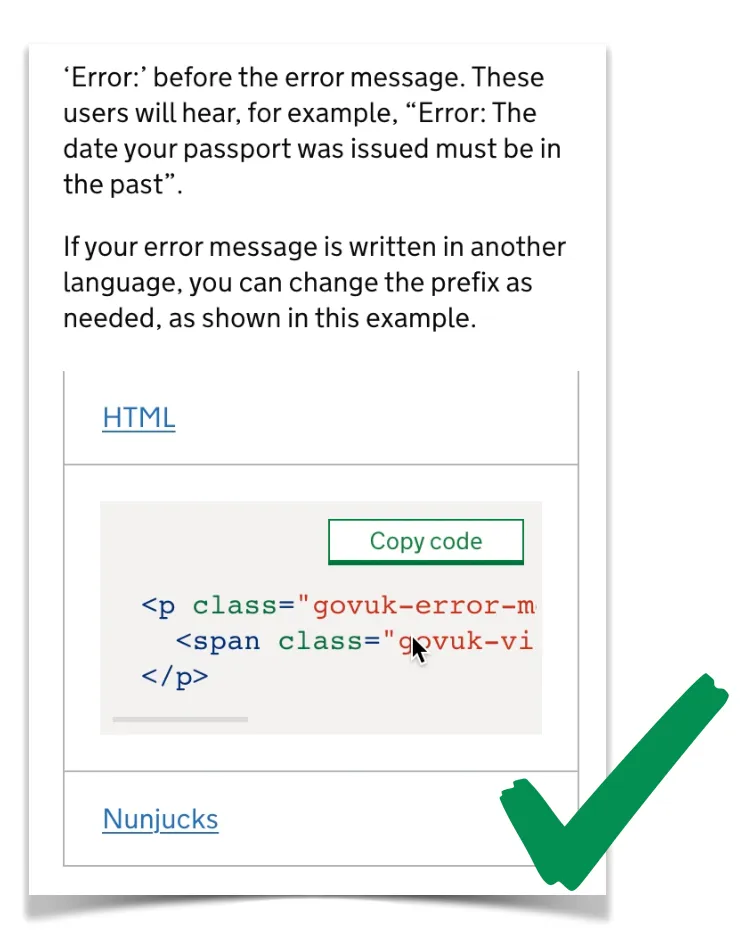 ‘Error:’ before the error message. These
users will hear, for example, “Error: The
date your passport was issued must be in
the past”.
If your error message is written in another
language, you can change the prefix as
needed, as shown in this example.
HTML
Copy code
<p class="govuk-error-m
<span class="govuk-vi
</p>
Nunjucks